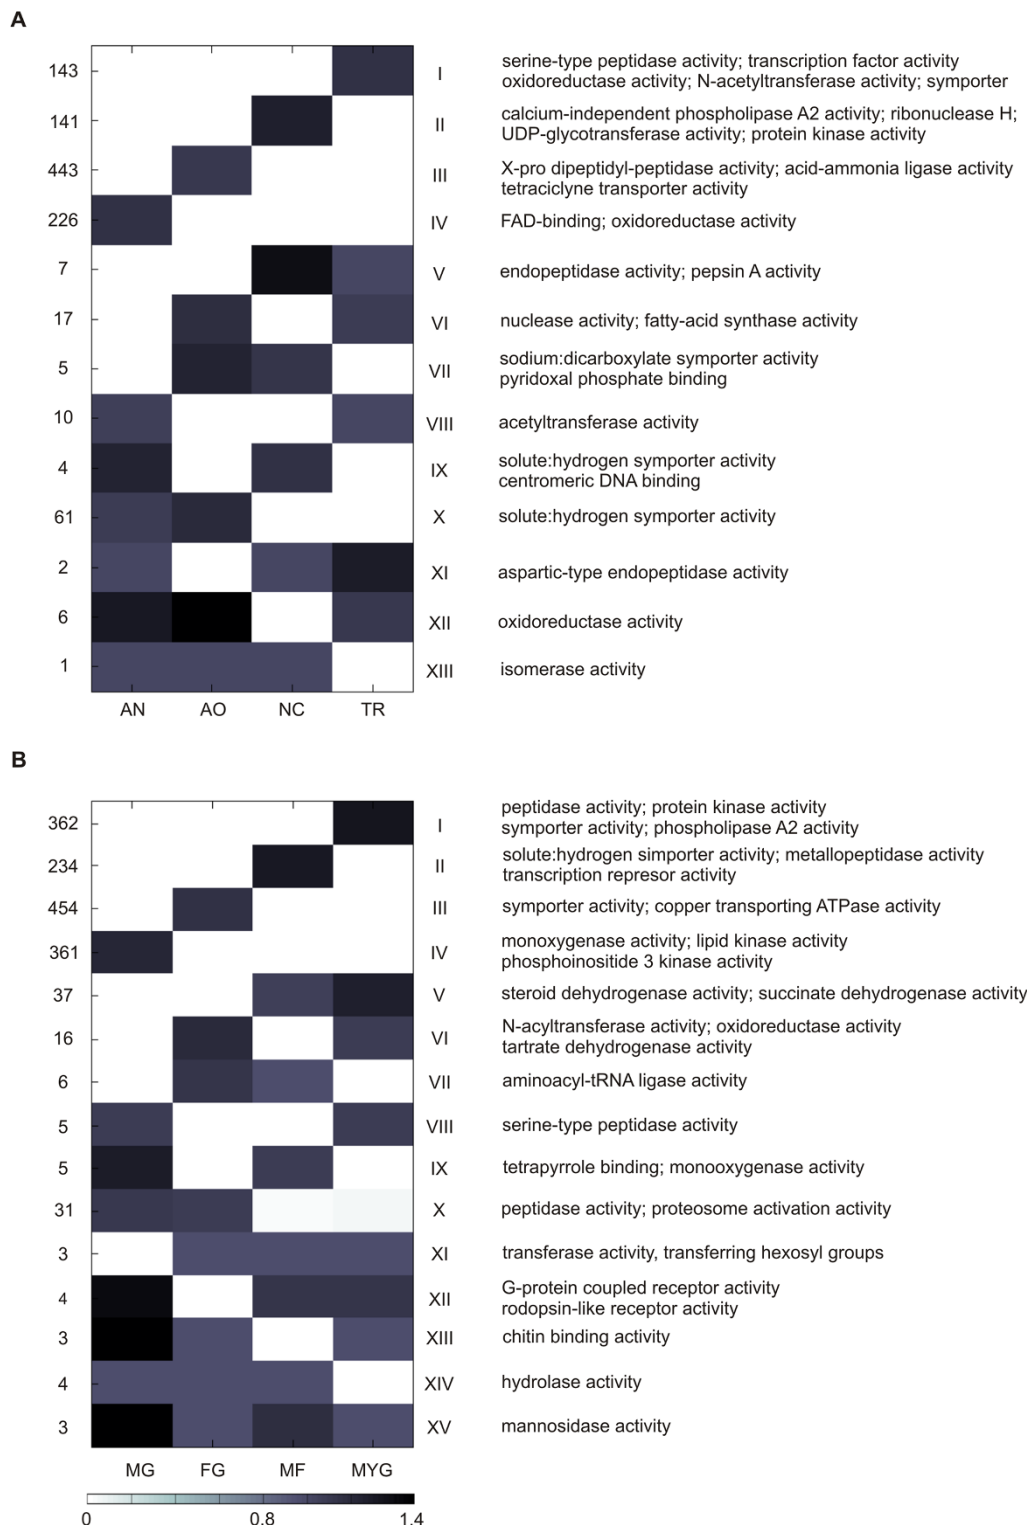 A
143 I serine-type peptidase activity; transcription factor activity
oxidoreductase activity; N-acetyltransferase activity; symporter
141 II calcium-independent phospholipase A2 activity; ribonuclease H;
UDP-glycotransferase activity; protein kinase activity
443 III X-pro dipeptidyl-peptidase activity; acid-ammonia ligase activity
tetraciclyne transporter activity
226 IV FAD-binding; oxidoreductase activity
7 V endopeptidase activity; pepsin A activity
17 VI nuclease activity; fatty-acid synthase activity
5 VII sodium:dicarboxylate symporter activity
pyridoxal phosphate binding
10 VIII acetyltransferase activity
4 IX solute:hydrogen symporter activity
centromeric DNA binding
61 X solute:hydrogen symporter activity
2 XI aspartic-type endopeptidase activity
6 XII oxidoreductase activity
1 XIII isomerase activity
AN AO NC TR
B
362 I peptidase activity; protein kinase activity
symporter activity; phospholipase A2 activity
234 II solute:hydrogen simporter activity; metallopeptidase activity
transcription represor activity
454 III symporter activity; copper transporting ATPase activity
361 IV monoxygenase activity; lipid kinase activity
phosphoinositide 3 kinase activity
37 V steroid dehydrogenase activity; succinate dehydrogenase activity
16 VI N-acyltransferase activity; oxidoreductase activity
tartrate dehydrogenase activity
6 VII aminoacyl-tRNA ligase activity
5 VIII serine-type peptidase activity
5 IX tetrapyrrole binding; monooxygenase activity
31 X peptidase activity; proteosome activation activity
3 XI transferase activity, transferring hexosyl groups
4 XII G-protein coupled receptor activity
rodopsin-like receptor activity
3 XIII chitin binding activity
4 XIV hydrolase activity
3 XV mannosidase activity
MG FG MF MYG
0 0.8 1.4